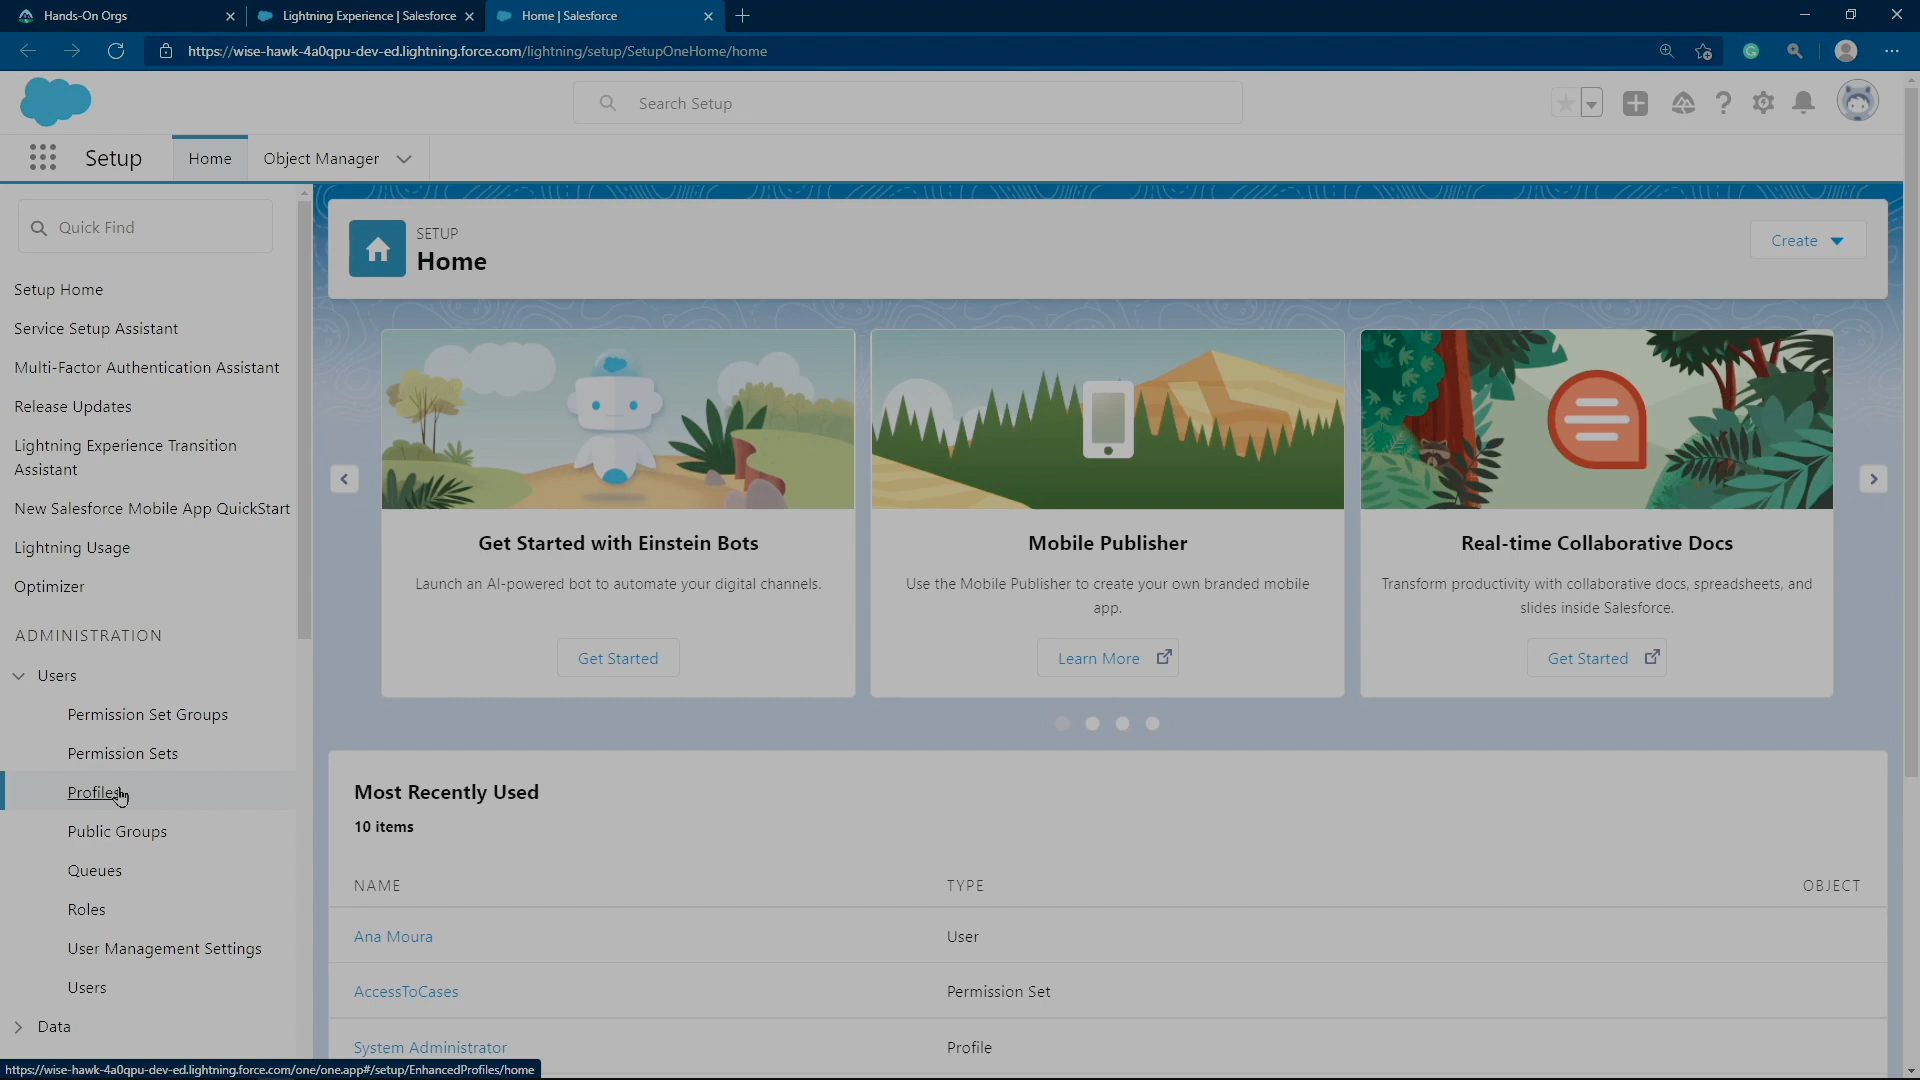 Hands-On Orgs
Lightning Experience | Salesforce
Home | Salesforce
https://wise-hawk-4a0qpu-dev-ed.lightning.force.com/lightning/setup/SetupOneHome/home
Search Setup
Setup
Home
Object Manager
Quick Find
Setup Home
Service Setup Assistant
Multi-Factor Authentication Assistant
Release Updates
Lightning Experience Transition
Assistant
New Salesforce Mobile App QuickStart
Lightning Usage
Optimizer
ADMINISTRATION
Users
Permission Set Groups
Permission Sets
Profiles
Public Groups
Queues
Roles
User Management Settings
Users
Data
SETUP
Home
Create
Get Started with Einstein Bots
Launch an AI-powered bot to automate your digital channels.
Get Started
Mobile Publisher
Use the Mobile Publisher to create your own branded mobile
app.
Learn More
Real-time Collaborative Docs
Transform productivity with collaborative docs, spreadsheets, and
slides inside Salesforce.
Get Started
Most Recently Used
10 items
NAME TYPE OBJECT
Ana Moura User
AccessToCases Permission Set
System Administrator Profile
https://wise-hawk-4a0qpu-dev-ed.lightning.force.com/one/one.app#/setup/EnhancedProfiles/home